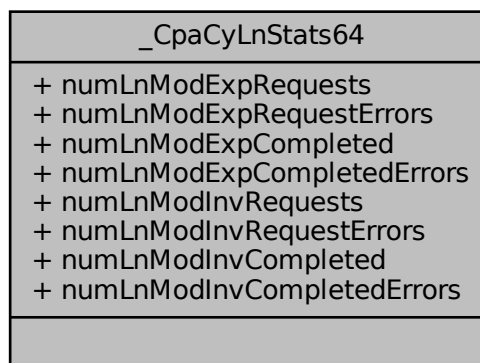 _CpaCyLnStats64
+ numLnModExpRequests
+ numLnModExpRequestErrors
+ numLnModExpCompleted
+ numLnModExpCompletedErrors
+ numLnModInvRequests
+ numLnModInvRequestErrors
+ numLnModInvCompleted
+ numLnModInvCompletedErrors